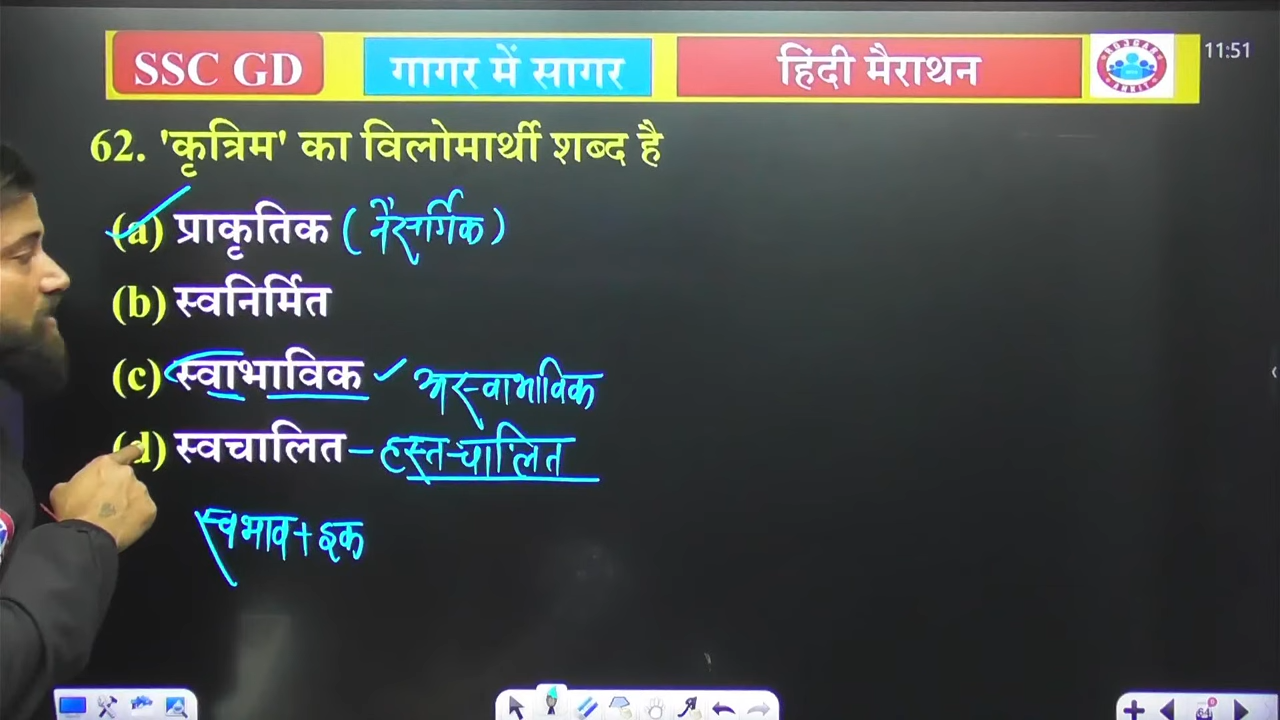 SSC GD गागर में सागर हिंदी मैराथन 11:51
62. 'कृत्रिम' का विलोमार्थी शब्द है
(a) प्राकृतिक (नैसर्गिक)
(b) स्वनिर्मित
(c) स्वाभाविक अस्वाभाविक
(d) स्वचालित – हस्तचालित
स्वभाव + इक